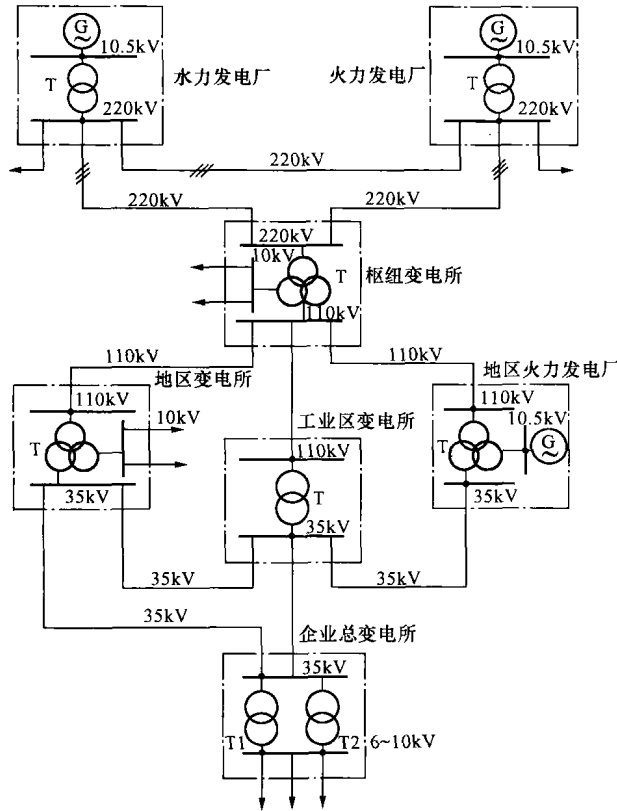 G
G
10.5kV
10.5kV
T
水力发电厂
火力发电厂
T
220kV
220kV
220kV
220kV
220kV
220kV
10kV
T
枢纽变电所
110kV
110kV
110kV
地区变电所
地区火力发电厂
110kV
10kV
工业区变电所
110kV
10.5kV
T
110kV
T
G
T
35kV
35kV
35kV
35kV
35kV
35kV
企业总变电所
35kV
T1
T2
6~10kV